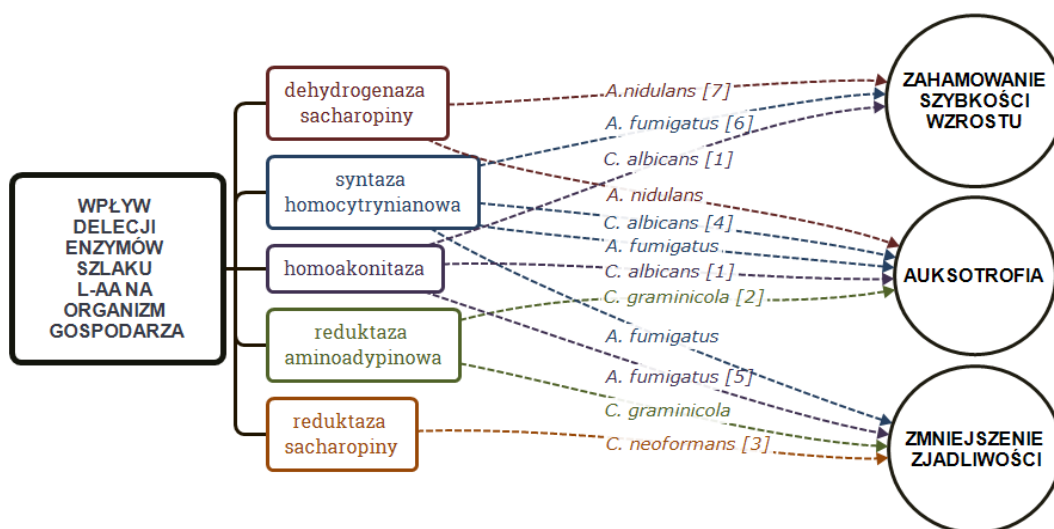 WPŁYW
DELECJI
ENZYMÓW
SZLAKU
L-AA NA
ORGANIZM
GOSPODARZA
dehydrogenaza
sacharopiny
syntaza
homocytrynianowa
homoakonitaza
reduktaza
aminoadypinowa
reduktaza
sacharopiny
A.nidulans [7]
A. fumigatus [6]
C. albicans [1]
A. nidulans
C. albicans [4]
A. fumigatus
C. albicans [1]
C. graminicola [2]
A. fumigatus
A. fumigatus [5]
C. graminicola
C. neoformans [3]
ZAHAMOWANIE
SZYBKOŚCI
WZROSTU
AUKSOTROFIA
ZMNIEJSZENIE
ZJADLIWOŚCI